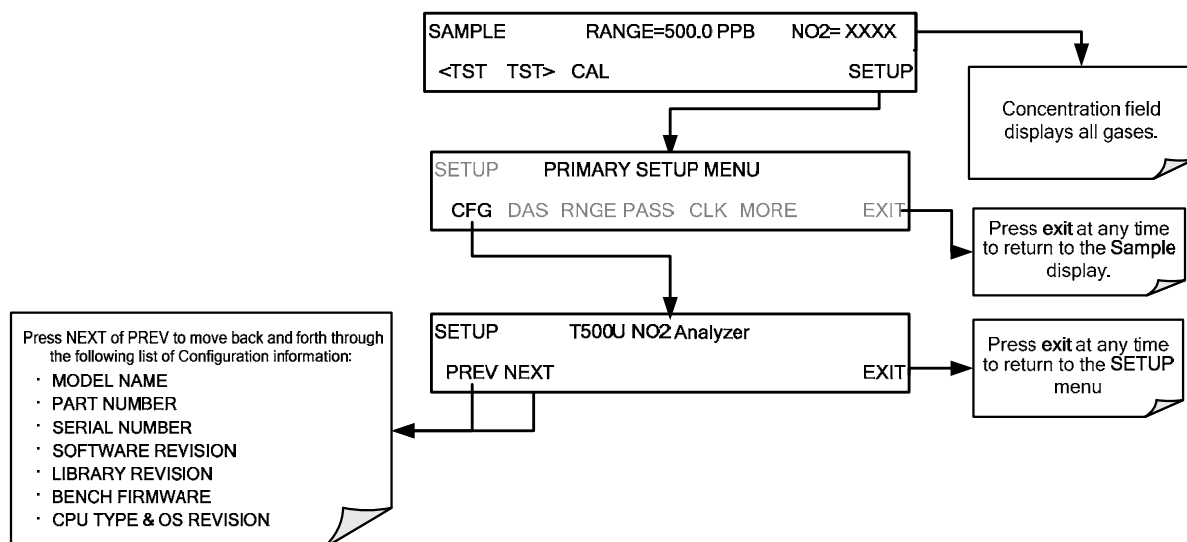 SAMPLE RANGE=500.0 PPB NO2= XXXX
<TST TST> CAL SETUP
Concentration field
displays all gases.
SETUP PRIMARY SETUP MENU
CFG DAS RNGE PASS CLK MORE EXIT
Press exit at any time
to return to the Sample
display.
SETUP T500U NO2 Analyzer
PREV NEXT EXIT
Press exit at any time
to return to the SETUP
menu
Press NEXT of PREV to move back and forth through
the following list of Configuration information:
· MODEL NAME
· PART NUMBER
· SERIAL NUMBER
· SOFTWARE REVISION
· LIBRARY REVISION
· BENCH FIRMWARE
· CPU TYPE & OS REVISION